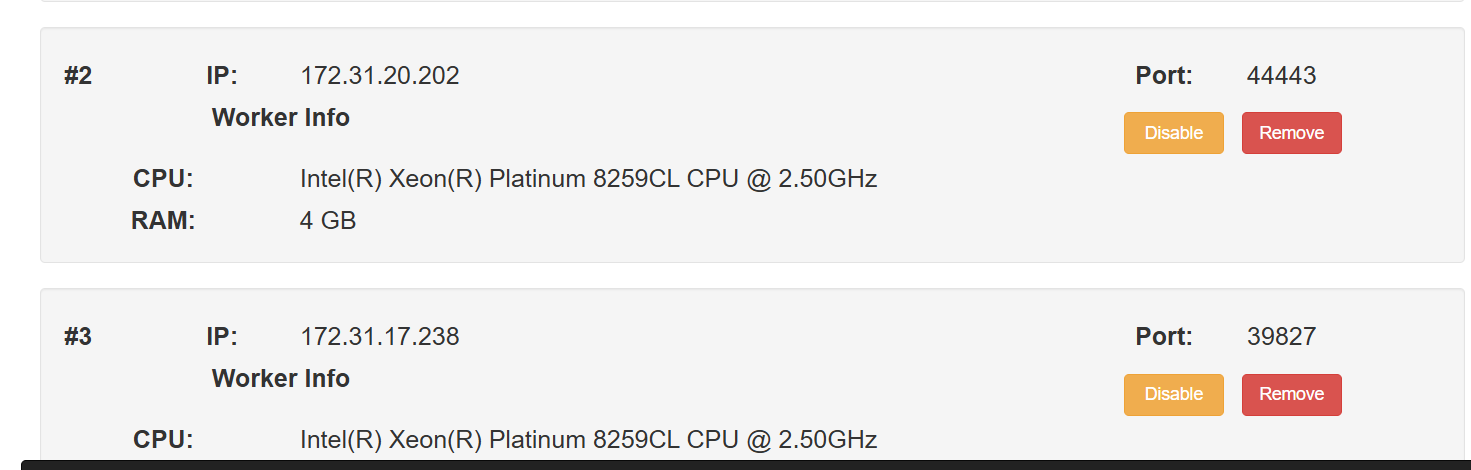 #2 IP: 172.31.20.202 Port: 44443
Worker Info
Disable Remove
CPU: Intel(R) Xeon(R) Platinum 8259CL CPU @ 2.50GHz
RAM: 4 GB
#3 IP: 172.31.17.238 Port: 39827
Worker Info
Disable Remove
CPU: Intel(R) Xeon(R) Platinum 8259CL CPU @ 2.50GHz